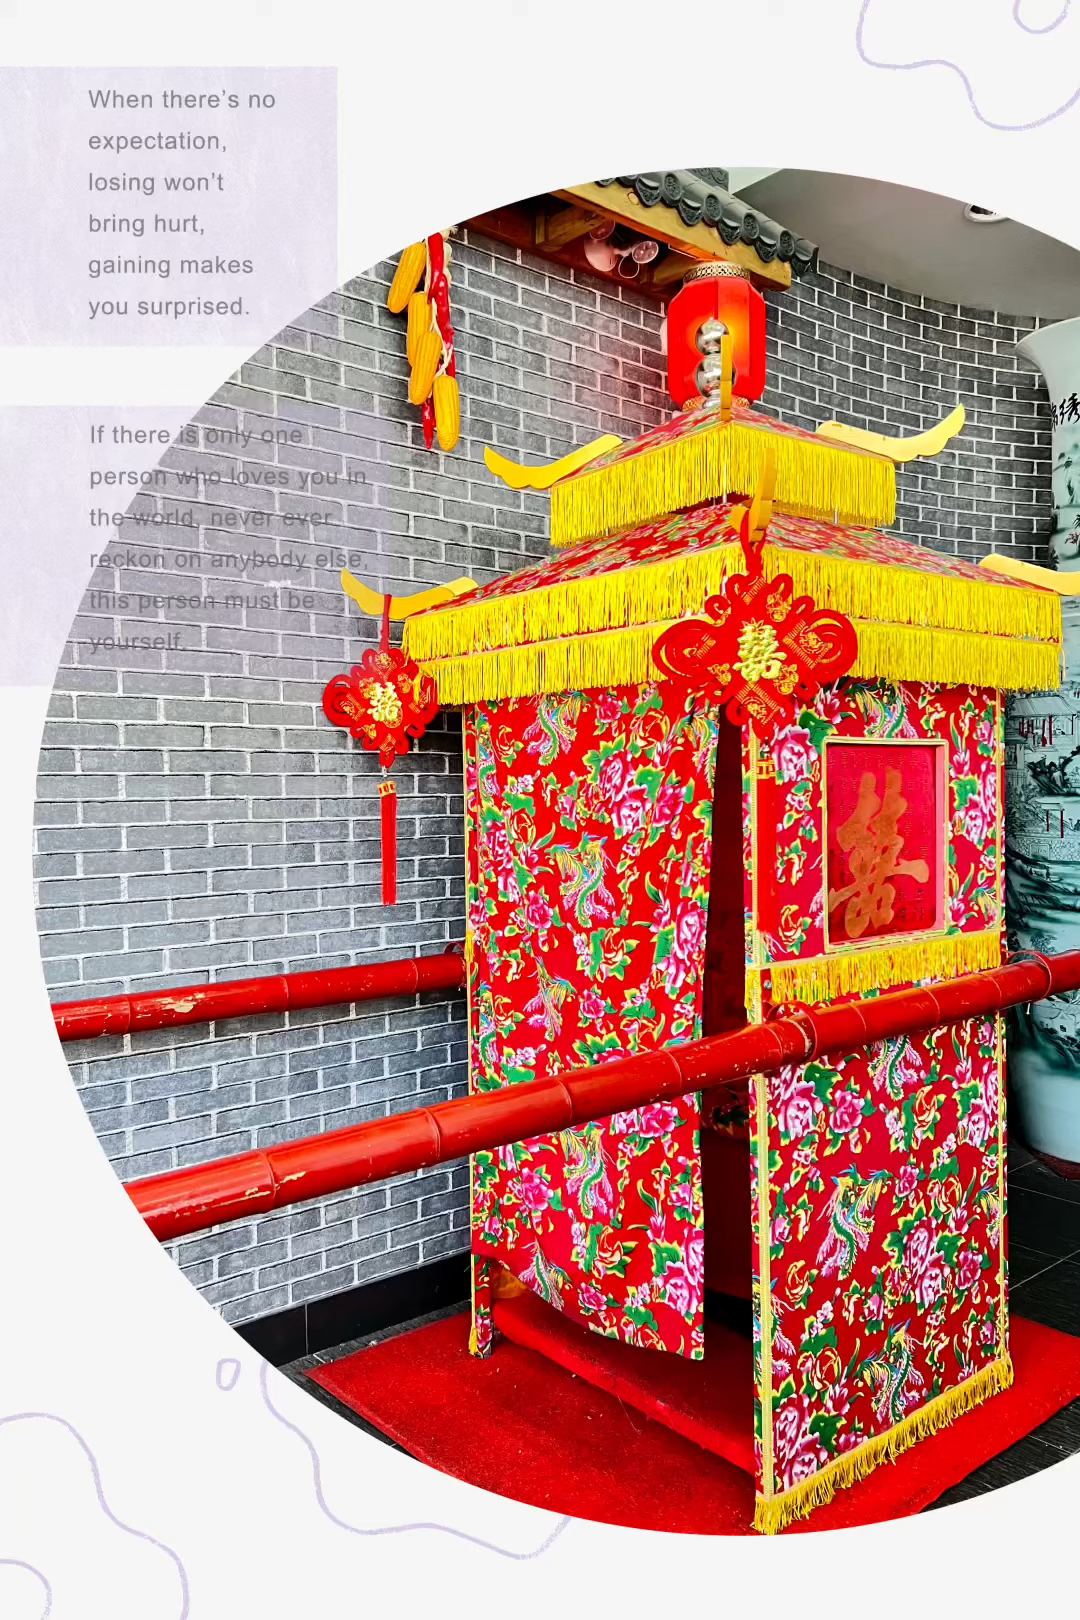 When there’s no
expectation,
losing won’t
bring hurt,
gaining makes
you surprised.
If there is only one
person who loves you in
the world, never ever
reckon on anybody else,
this person must be
yourself.
囍
囍
囍
绣